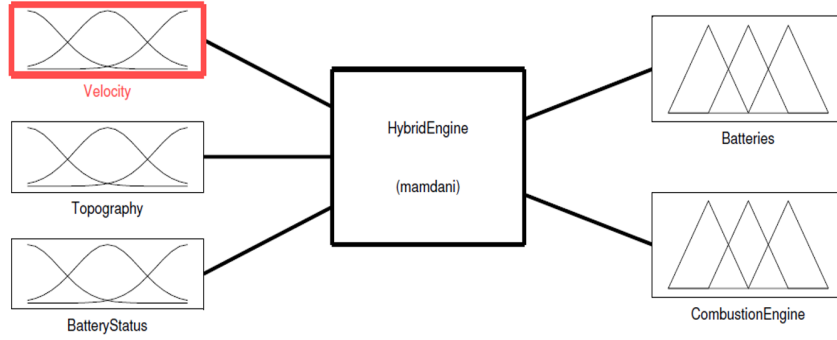 Velocity
Topography
BatteryStatus
HybridEngine
(mamdani)
Batteries
CombustionEngine